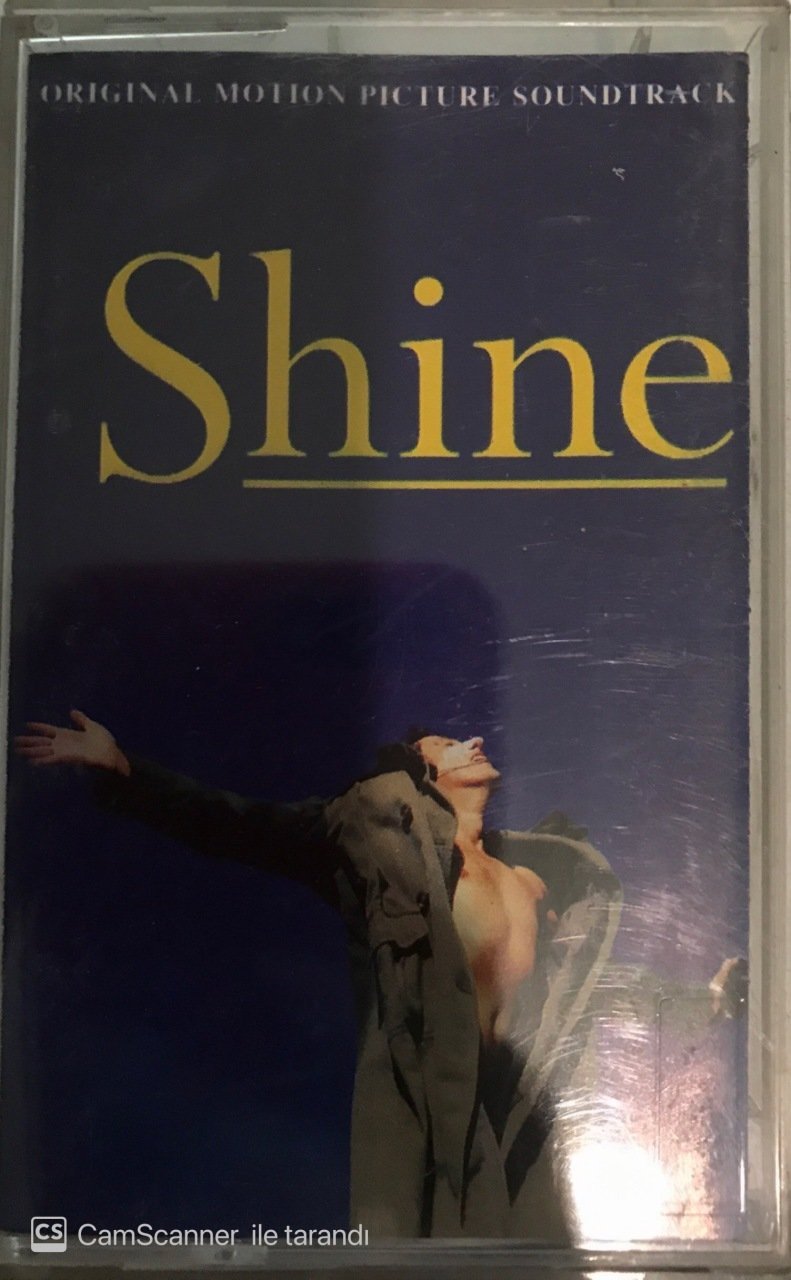 ORIGINAL MOTION PICTURE SOUNDTRACK
Shine
CS CamScanner ile tarandı